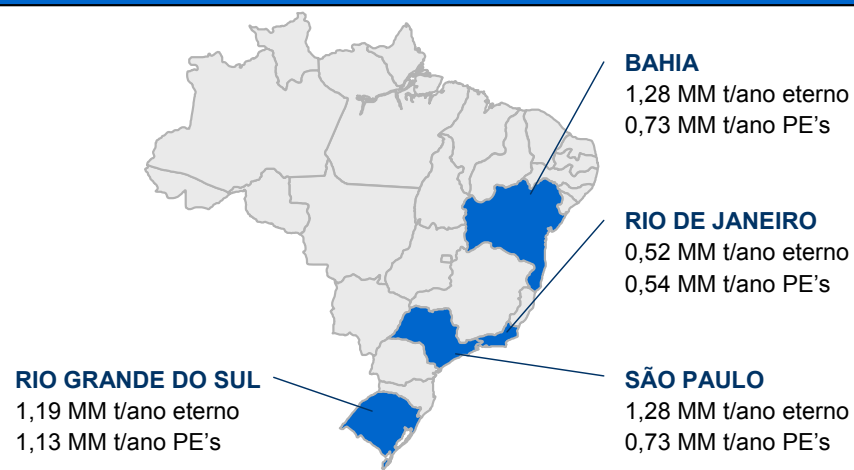 BAHIA
1,28 MM t/ano eterno
0,73 MM t/ano PE's
RIO DE JANEIRO
0,52 MM t/ano eterno
0,54 MM t/ano PE's
RIO GRANDE DO SUL
1,19 MM t/ano eterno
1,13 MM t/ano PE's
SÃO PAULO
1,28 MM t/ano eterno
0,73 MM t/ano PE's